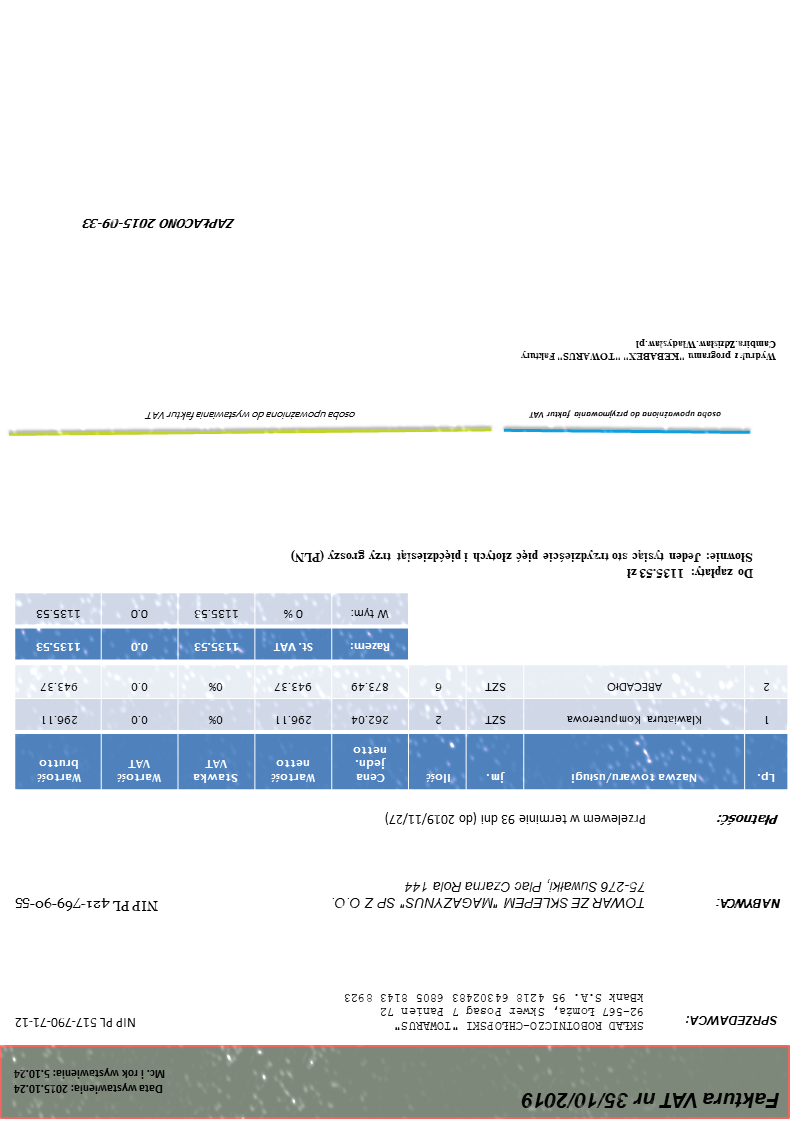 Faktura VAT nr 35/10/2019
Data wystawienia: 2015.10.24
Mc. i rok wystawienia: 5.10.24
SPRZEDAWCA:
SKŁAD ROBOTNICZO-CHŁOPSKI "TOWARUS"
92-567 Łomża, Skwer Posag 7 Panien 72
kBank S.A. 95 4218 64302483 6805 8143 8923
NIP PL 517-790-71-12
NABYWCA:
TOWAR ZE SKLEPEM "MAGAZYNUS" SP Z O.O.
75-276 Suwałki, Plac Czarna Rola 144
NIP PL 421-769-90-55
Płatność:
Przelewem w terminie 93 dni (do 2019/11/27)
Lp. Nazwa towaru/usługi jm. Ilość Cena jedn. netto Wartość netto Stawka VAT Wartość VAT Wartość brutto
1 Klawiatura Komputerowa SZT 2 262.04 296.11 0% 0.0 296.11
2 ABECADŁO SZT 6 873.49 943.37 0% 0.0 943.37
Razem: St. VAT 1135.53 0.0 1135.53
W tym: 0 % 1135.53 0.0 1135.53
Do zapłaty: 1135.53 zł
Słownie: Jeden tysiąc sto trzydzieście pięć złotych i pięćdziesiąt trzy groszy (PLN)
osoba upoważniona do przyjmowania faktur VAT
osoba upoważniona do wystawiania faktur VAT
Wydruk z programu "KEBABEX" "TOWARUS" Faktury
Cambira.Zdzisław.Władysław.pl
ZAPŁACONO 2015-09-33